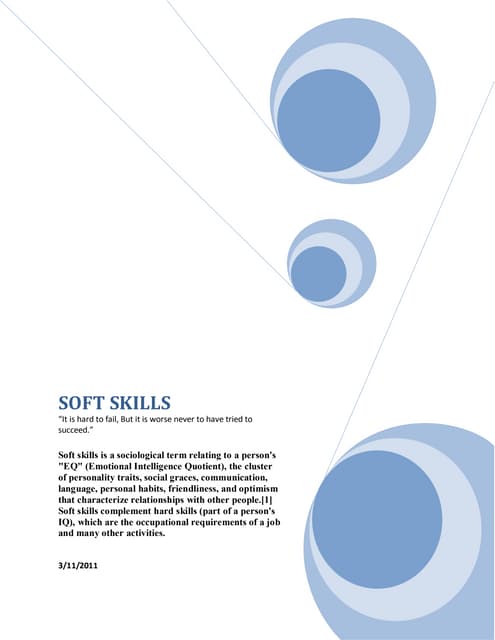 SOFT SKILLS
“It is hard to fail, But it is worse never to have tried to
succeed.”
Soft skills is a sociological term relating to a person's
"EQ" (Emotional Intelligence Quotient), the cluster
of personality traits, social graces, communication,
language, personal habits, friendliness, and optimism
that characterize relationships with other people.[1]
Soft skills complement hard skills (part of a person's
IQ), which are the occupational requirements of a job
and many other activities.
3/11/2011